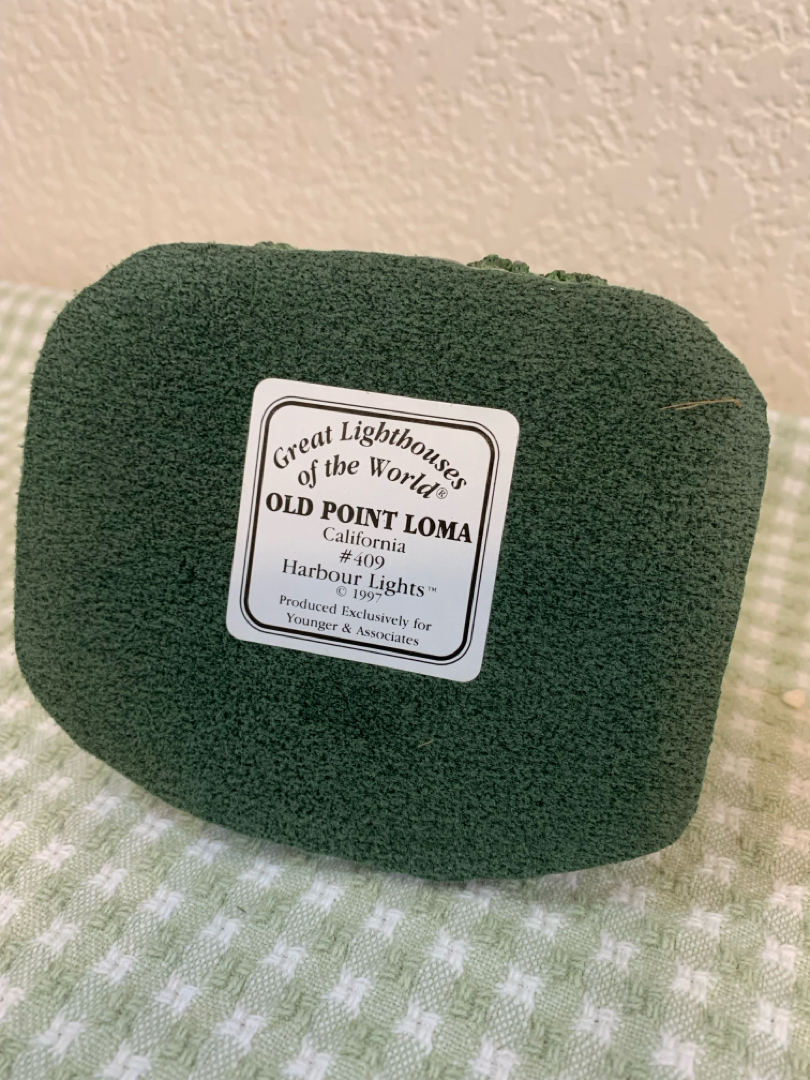 Great Lighthouses
of the World®
OLD POINT LOMA
California
#409
Harbour Lights™
© 1997
Produced Exclusively for
Younger & Associates